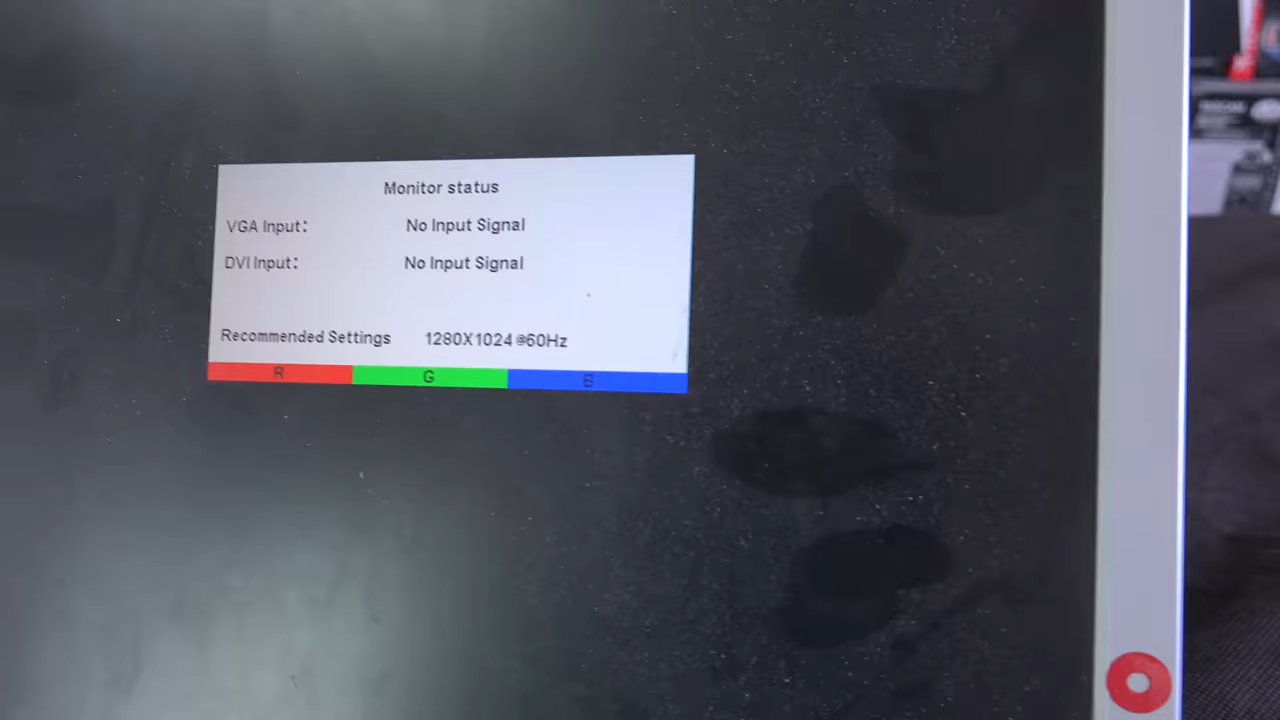 Monitor status
VGA Input: No Input Signal
DVI Input: No Input Signal
Recommended Settings 1280X1024@60Hz
R G B